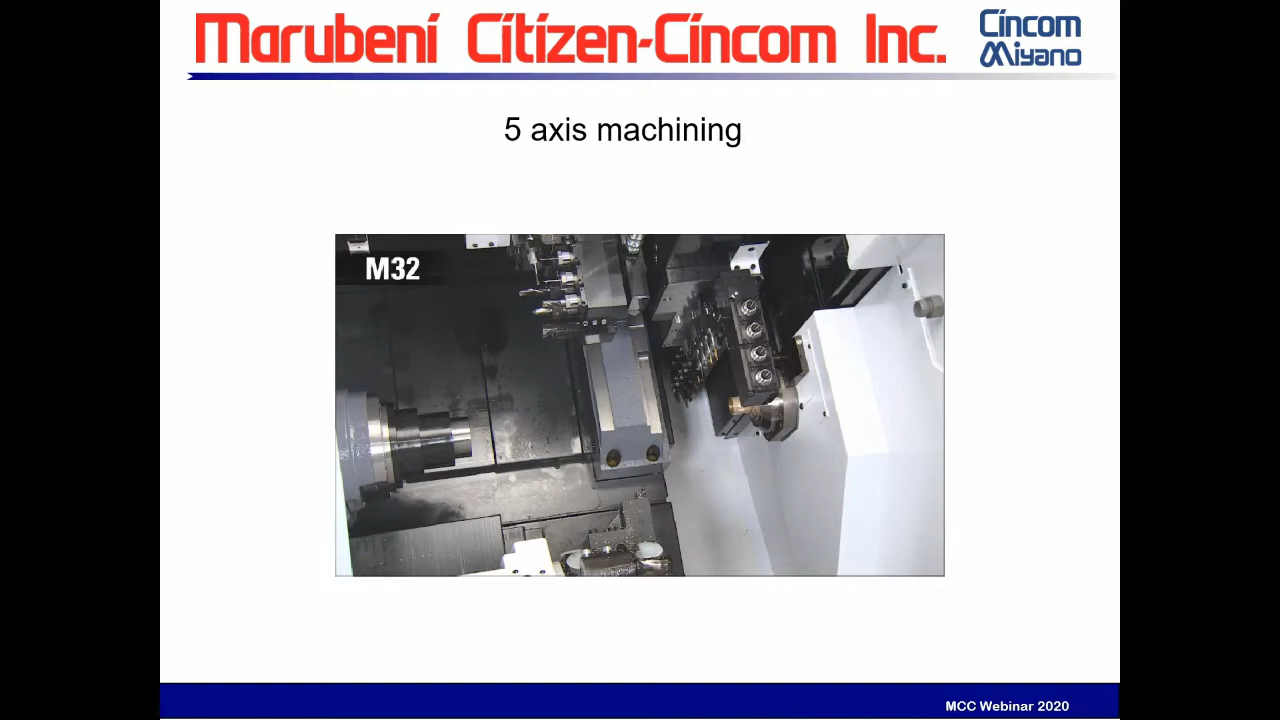 Marubeni Citizen-Cincom Inc.
Cincom
Miyano
5 axis machining
M32
MCC Webinar 2020